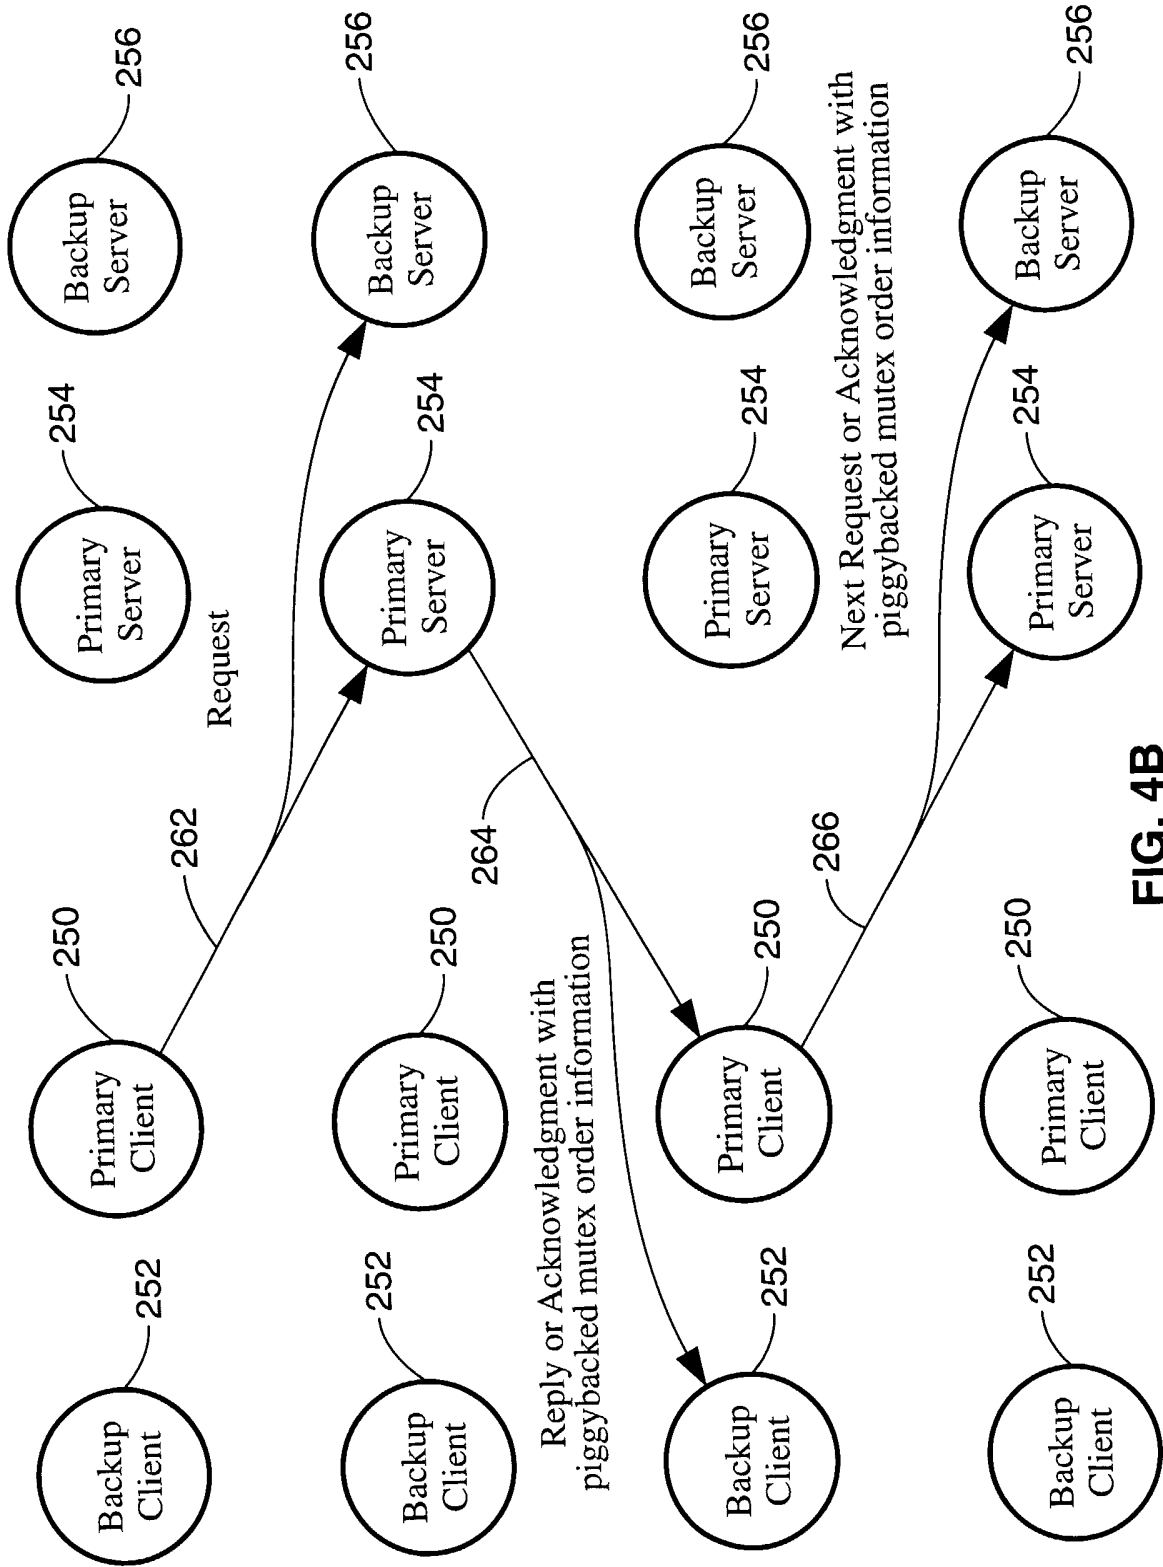 Backup
Client
252
Primary
Client
250
Primary
Server
254
Backup
Server
256
262
Request
Backup
Client
252
Primary
Client
250
Primary
Server
254
Backup
Server
256
264
Reply or Acknowledgment with
piggybacked mutex order information
Backup
Client
252
Primary
Client
250
Primary
Server
254
Backup
Server
256
266
Next Request or Acknowledgment with
piggybacked mutex order information
Backup
Client
252
Primary
Client
250
Primary
Server
254
Backup
Server
256
FIG. 4B